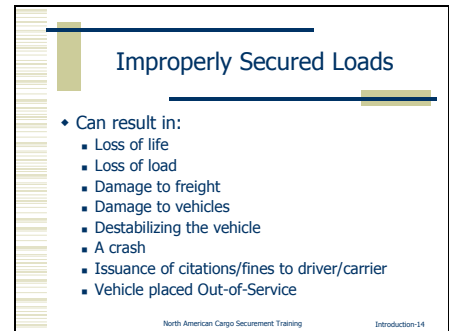 Improperly Secured Loads
Can result in:
Loss of life
Loss of load
Damage to freight
Damage to vehicles
Destabilizing the vehicle
A crash
Issuance of citations/fines to driver/carrier
Vehicle placed Out-of-Service
North American Cargo Securement Training Introduction-14